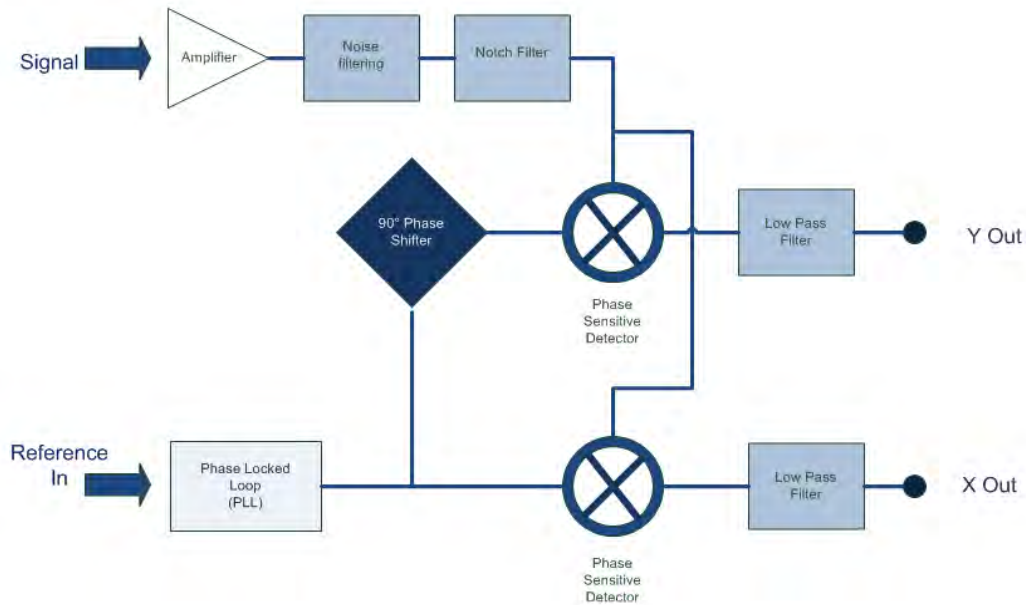 Signal
Amplifier
Noise
filtering
Notch Filter
90° Phase
Shifter
Phase
Sensitive
Detector
Low Pass
Filter
Y Out
Reference
In
Phase Locked
Loop
(PLL)
Phase
Sensitive
Detector
Low Pass
Filter
X Out